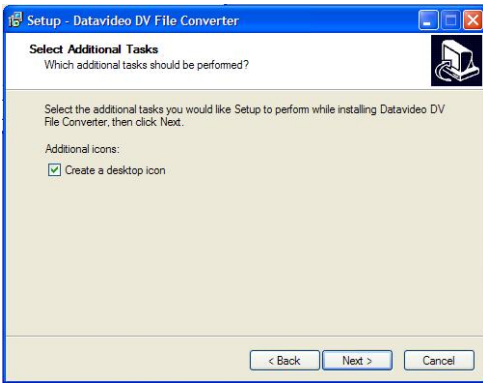 Setup - Datavideo DV File Converter
Select Additional Tasks
Which additional tasks should be performed?
Select the additional tasks you would like Setup to perform while installing Datavideo DV
File Converter, then click Next.
Additional icons:
Create a desktop icon
< Back Next > Cancel